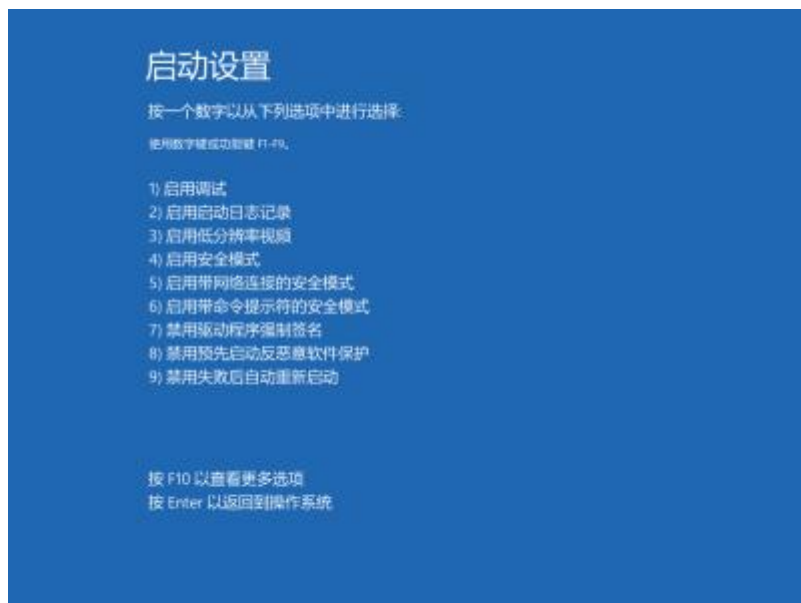 启动设置
按一个数字以从下列选项中进行选择:
使用数字键或功能键 F1-F9。
1) 启用调试
2) 启用启动日志记录
3) 启用低分辨率视频
4) 启用安全模式
5) 启用带网络连接的安全模式
6) 启用带命令提示符的安全模式
7) 禁用驱动程序强制签名
8) 禁用预先启动反恶意软件保护
9) 禁用失败后自动重新启动
按 F10 以查看更多选项
按 Enter 以返回到操作系统